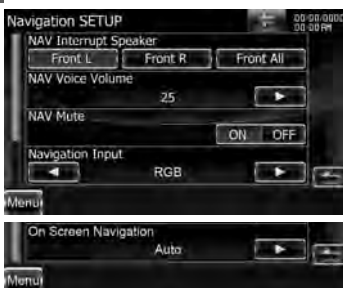 Navigation SETUP
00-00-0000
00:00 PM
NAV Interrupt Speaker
Front L Front R Front All
NAV Voice Volume
25
NAV Mute
ON OFF
Navigation Input
RGB
Menu
On Screen Navigation
Auto
Menu